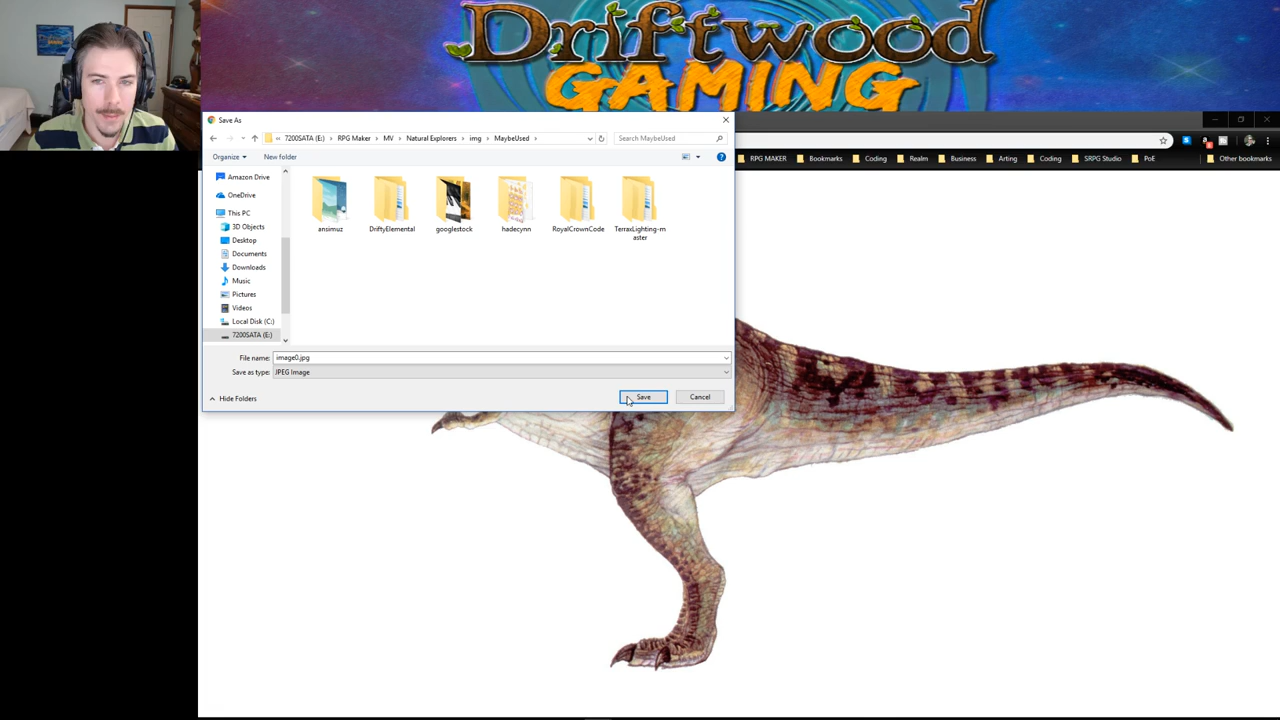 Driftwood
GAMING
GAMING
Save As
« 7200SATA (E:) › RPG Maker › MV › Natural Explorers › img › MaybeUsed ›
Search MaybeUsed
Organize
New folder
RPG MAKER
Bookmarks
Coding
Realm
Business
Arting
Coding
SRPG Studio
PoE
Other bookmarks
Amazon Drive
OneDrive
This PC
3D Objects
Desktop
Documents
Downloads
Music
Pictures
Videos
Local Disk (C:)
7200SATA (E:)
ansimuz
DriftyElemental
googlestock
hadecynn
RoyalCrownCode
TerraxLighting-m
aster
File name: image0.jpg
Save as type: JPEG Image
Hide Folders
Save
Cancel